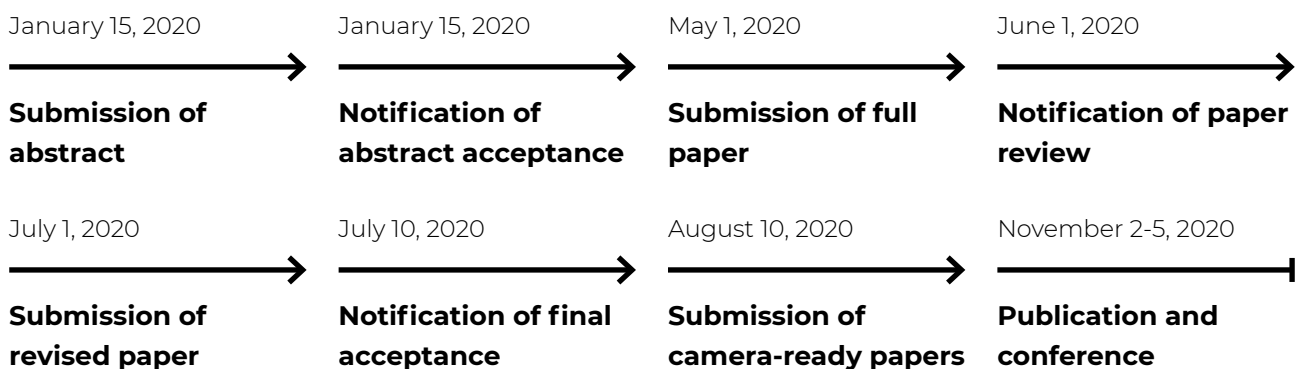 January 15, 2020
Submission of
abstract
January 15, 2020
Notification of
abstract acceptance
May 1, 2020
Submission of full
paper
June 1, 2020
Notification of paper
review
July 1, 2020
Submission of
revised paper
July 10, 2020
Notification of final
acceptance
August 10, 2020
Submission of
camera-ready papers
November 2-5, 2020
Publication and
conference